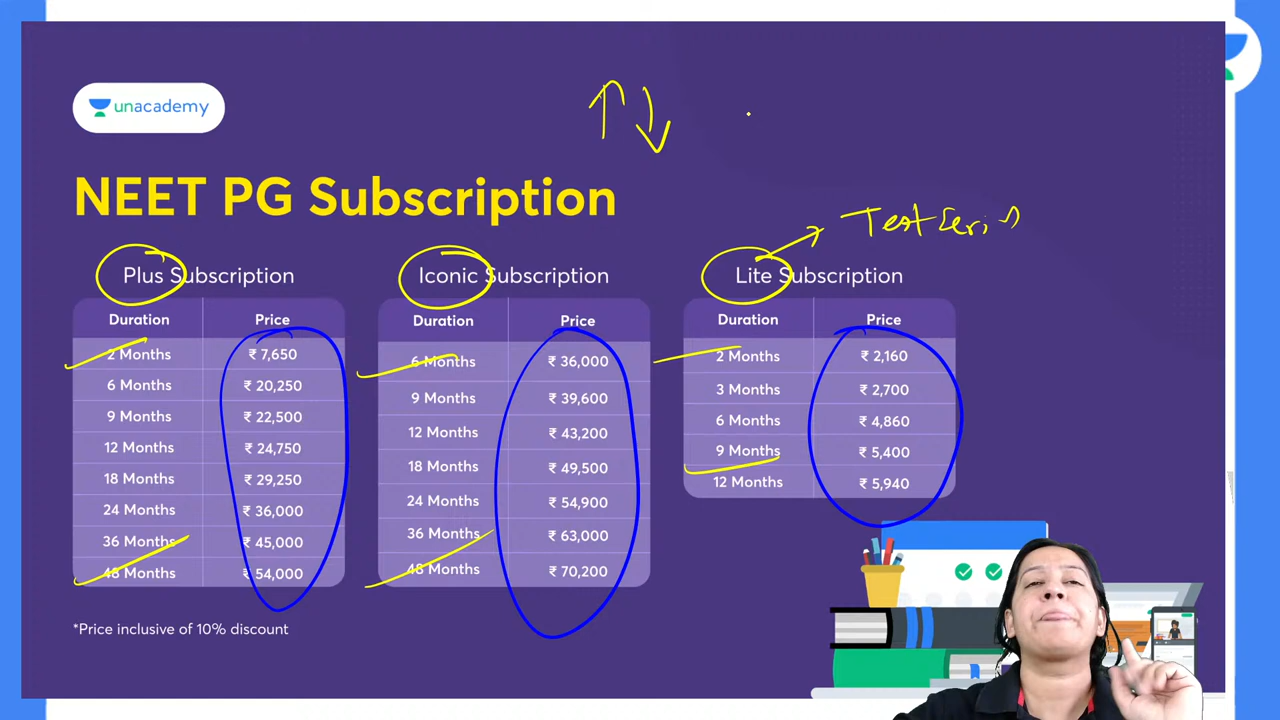 unacademy
NEET PG Subscription
Test Series
Plus Subscription
Duration Price
2 Months ₹ 7,650
6 Months ₹ 20,250
9 Months ₹ 22,500
12 Months ₹ 24,750
18 Months ₹ 29,250
24 Months ₹ 36,000
36 Months ₹ 45,000
48 Months ₹ 54,000
*Price inclusive of 10% discount
Iconic Subscription
Duration Price
6 Months ₹ 36,000
9 Months ₹ 39,600
12 Months ₹ 43,200
18 Months ₹ 49,500
24 Months ₹ 54,900
36 Months ₹ 63,000
48 Months ₹ 70,200
Lite Subscription
Duration Price
2 Months ₹ 2,160
3 Months ₹ 2,700
6 Months ₹ 4,860
9 Months ₹ 5,400
12 Months ₹ 5,940